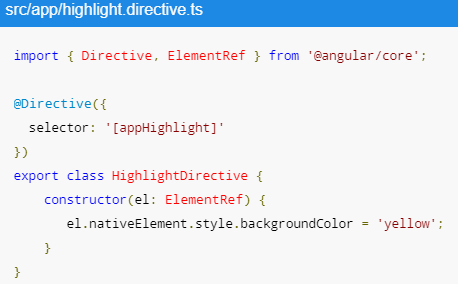 src/app/highlight.directive.ts
import { Directive, ElementRef } from '@angular/core';
@Directive({
  selector: '[appHighlight]'
})
export class HighlightDirective {
    constructor(el: ElementRef) {
       el.nativeElement.style.backgroundColor = 'yellow';
    }
}